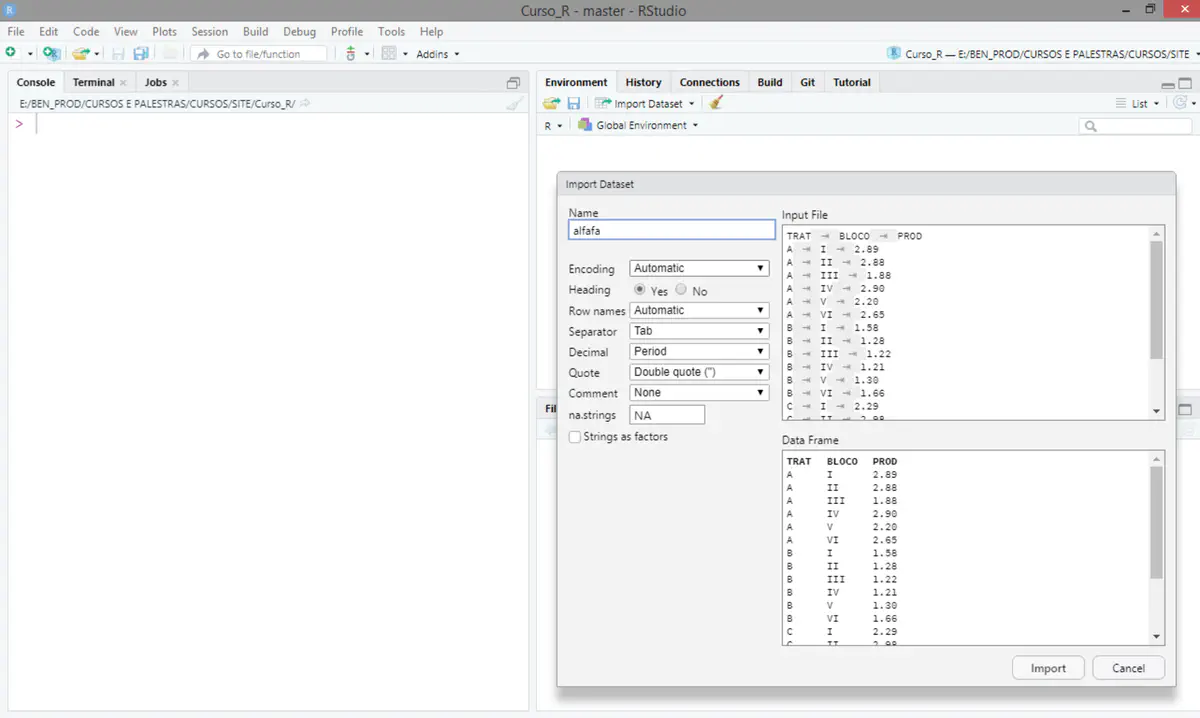 Curso_R - master - RStudio
File Edit Code View Plots Session Build Debug Profile Tools Help
Go to file/function Addins Curso_R — E:/BEN_PROD/CURSOS E PALESTRAS/CURSOS/SITE
Console Terminal Jobs
E:/BEN_PROD/CURSOS E PALESTRAS/CURSOS/SITE/Curso_R/
>
Environment History Connections Build Git Tutorial
Import Dataset List
R Global Environment
Fil
Import Dataset
Name
alfafa
Encoding Automatic
Heading Yes No
Row names Automatic
Separator Tab
Decimal Period
Quote Double quote (")
Comment None
na.strings NA
Strings as factors
Input File
TRAT ⇥ BLOCO ⇥ PROD
A ⇥ I ⇥ 2.89
A ⇥ II ⇥ 2.88
A ⇥ III ⇥ 1.88
A ⇥ IV ⇥ 2.90
A ⇥ V ⇥ 2.20
A ⇥ VI ⇥ 2.65
B ⇥ I ⇥ 1.58
B ⇥ II ⇥ 1.28
B ⇥ III ⇥ 1.22
B ⇥ IV ⇥ 1.21
B ⇥ V ⇥ 1.30
B ⇥ VI ⇥ 1.66
C ⇥ I ⇥ 2.29
C ⇥ II ⇥ 2.98
Data Frame
TRAT BLOCO PROD
A I 2.89
A II 2.88
A III 1.88
A IV 2.90
A V 2.20
A VI 2.65
B I 1.58
B II 1.28
B III 1.22
B IV 1.21
B V 1.30
B VI 1.66
C I 2.29
C II 2.98
Import Cancel